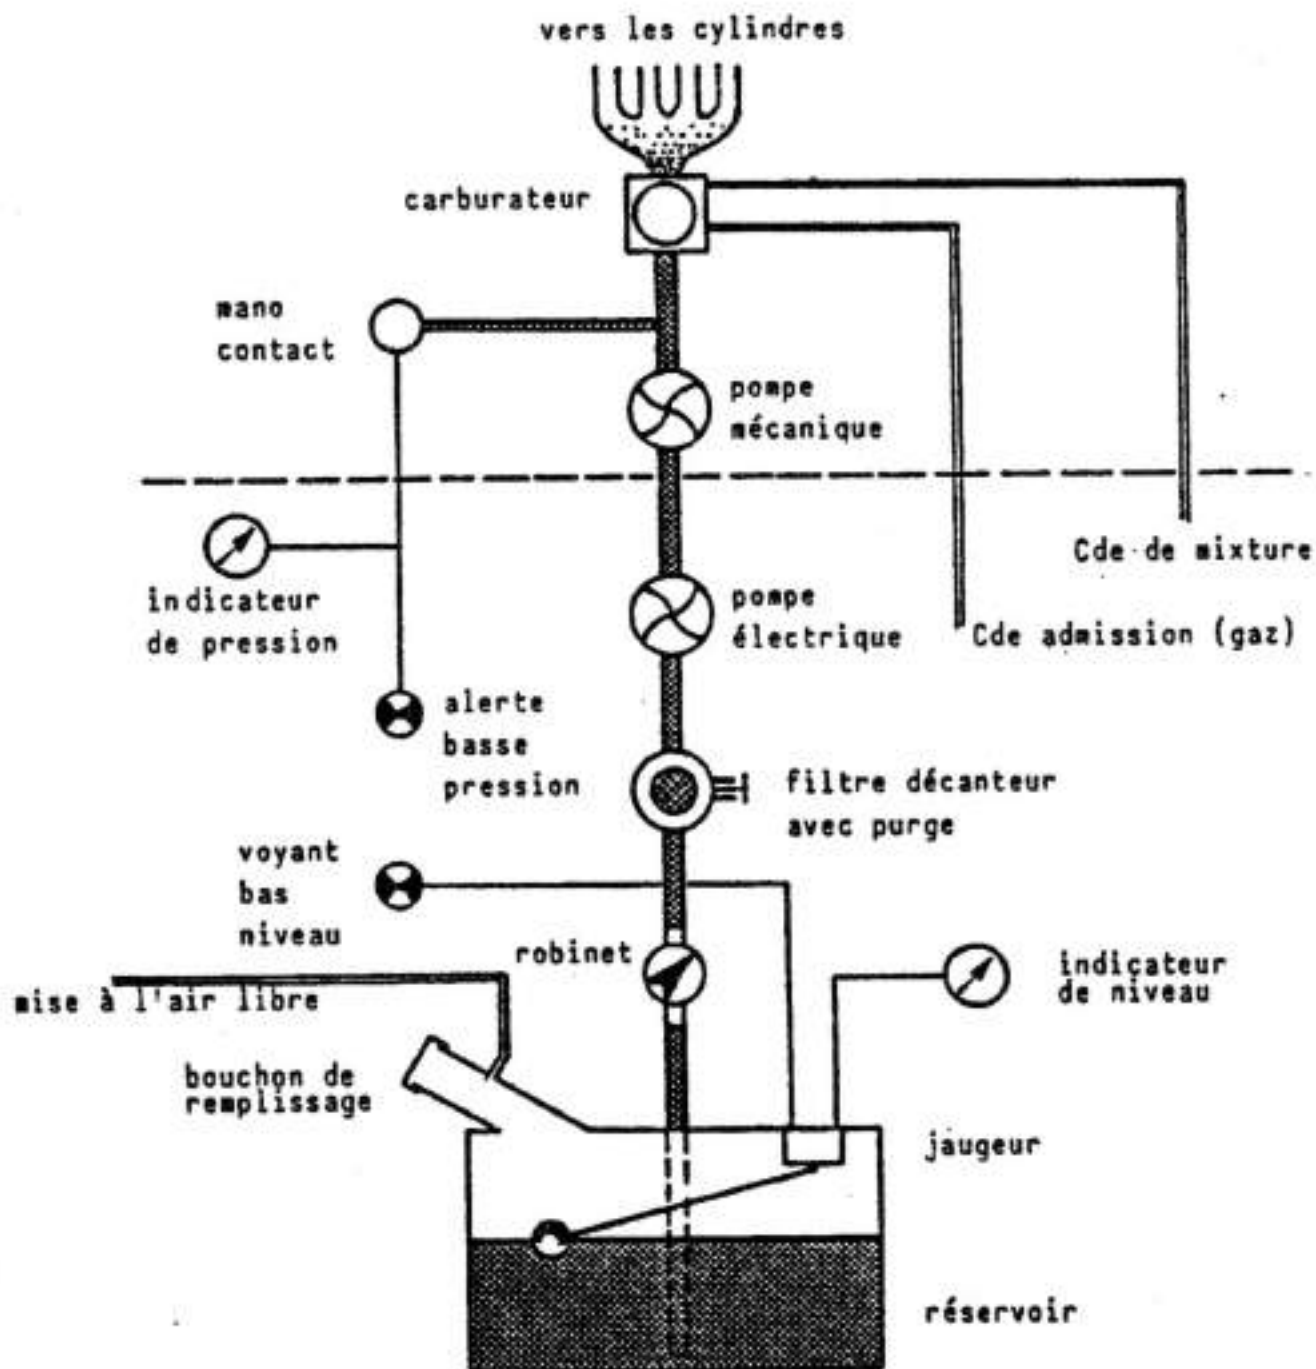 vers les cylindres
carburateur
mano
contact
pompe
mécanique
Cde de mixture
indicateur
de pression
pompe
électrique
Cde admission (gaz)
alerte
basse
pression
filtre décanteur
avec purge
voyant
bas
niveau
robinet
indicateur
de niveau
mise à l'air libre
bouchon de
remplissage
jaugeur
réservoir